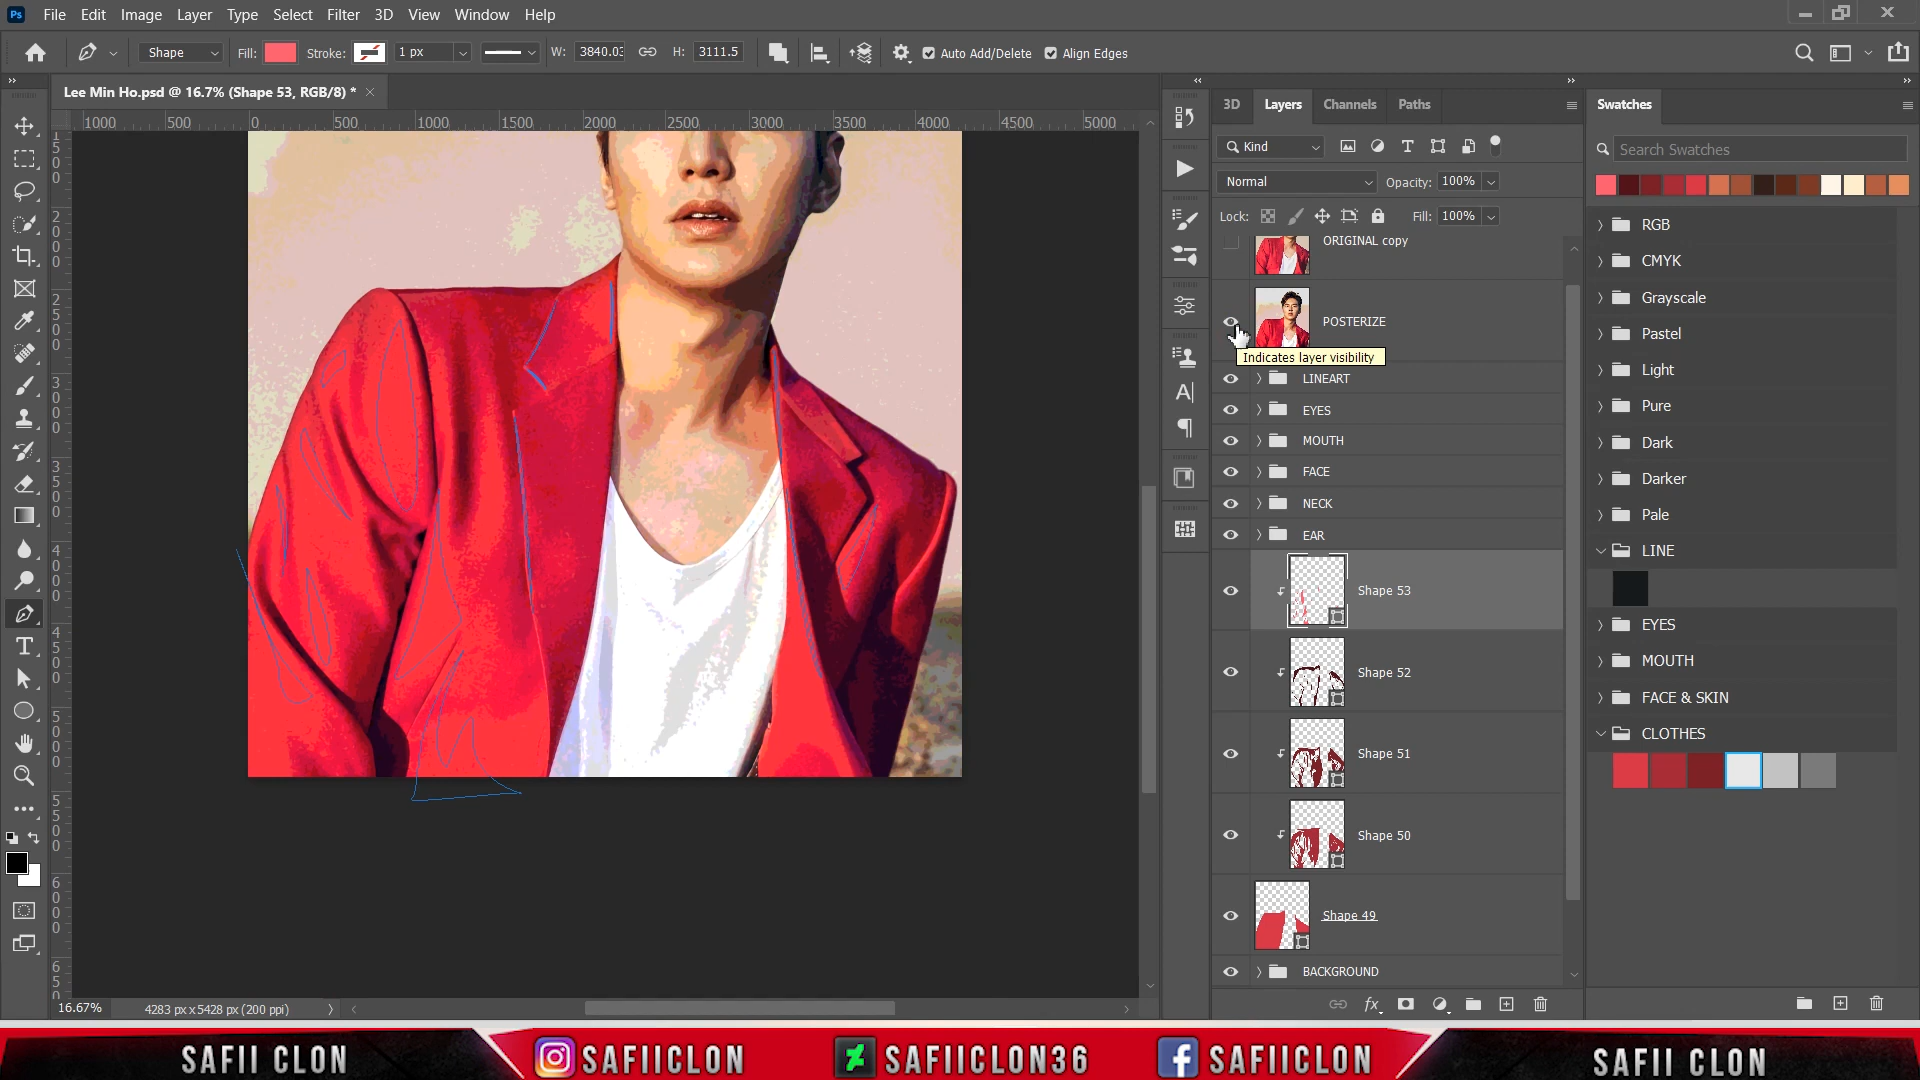 Ps File Edit Image Layer Type Select Filter 3D View Window Help
Shape Fill: Stroke: 1 px W: 3840.03 H: 3111.5 Auto Add/Delete Align Edges
Lee Min Ho.psd @ 16.7% (Shape 53, RGB/8) *
1000 500 0 500 1000 1500 2000 2500 3000 3500 4000 4500 5000
3D Layers Channels Paths
Kind
Normal Opacity: 100%
Lock: Fill: 100%
ORIGINAL copy
POSTERIZE
Indicates layer visibility
LINEART
EYES
MOUTH
FACE
NECK
EAR
Shape 53
Shape 52
Shape 51
Shape 50
Shape 49
BACKGROUND
Swatches
Search Swatches
RGB
CMYK
Grayscale
Pastel
Light
Pure
Dark
Darker
Pale
LINE
EYES
MOUTH
FACE & SKIN
CLOTHES
16.67% 4283 px x 5428 px (200 ppi)
SAFII CLON SAFIICLON SAFIICLON36 SAFIICLON SAFII CLON